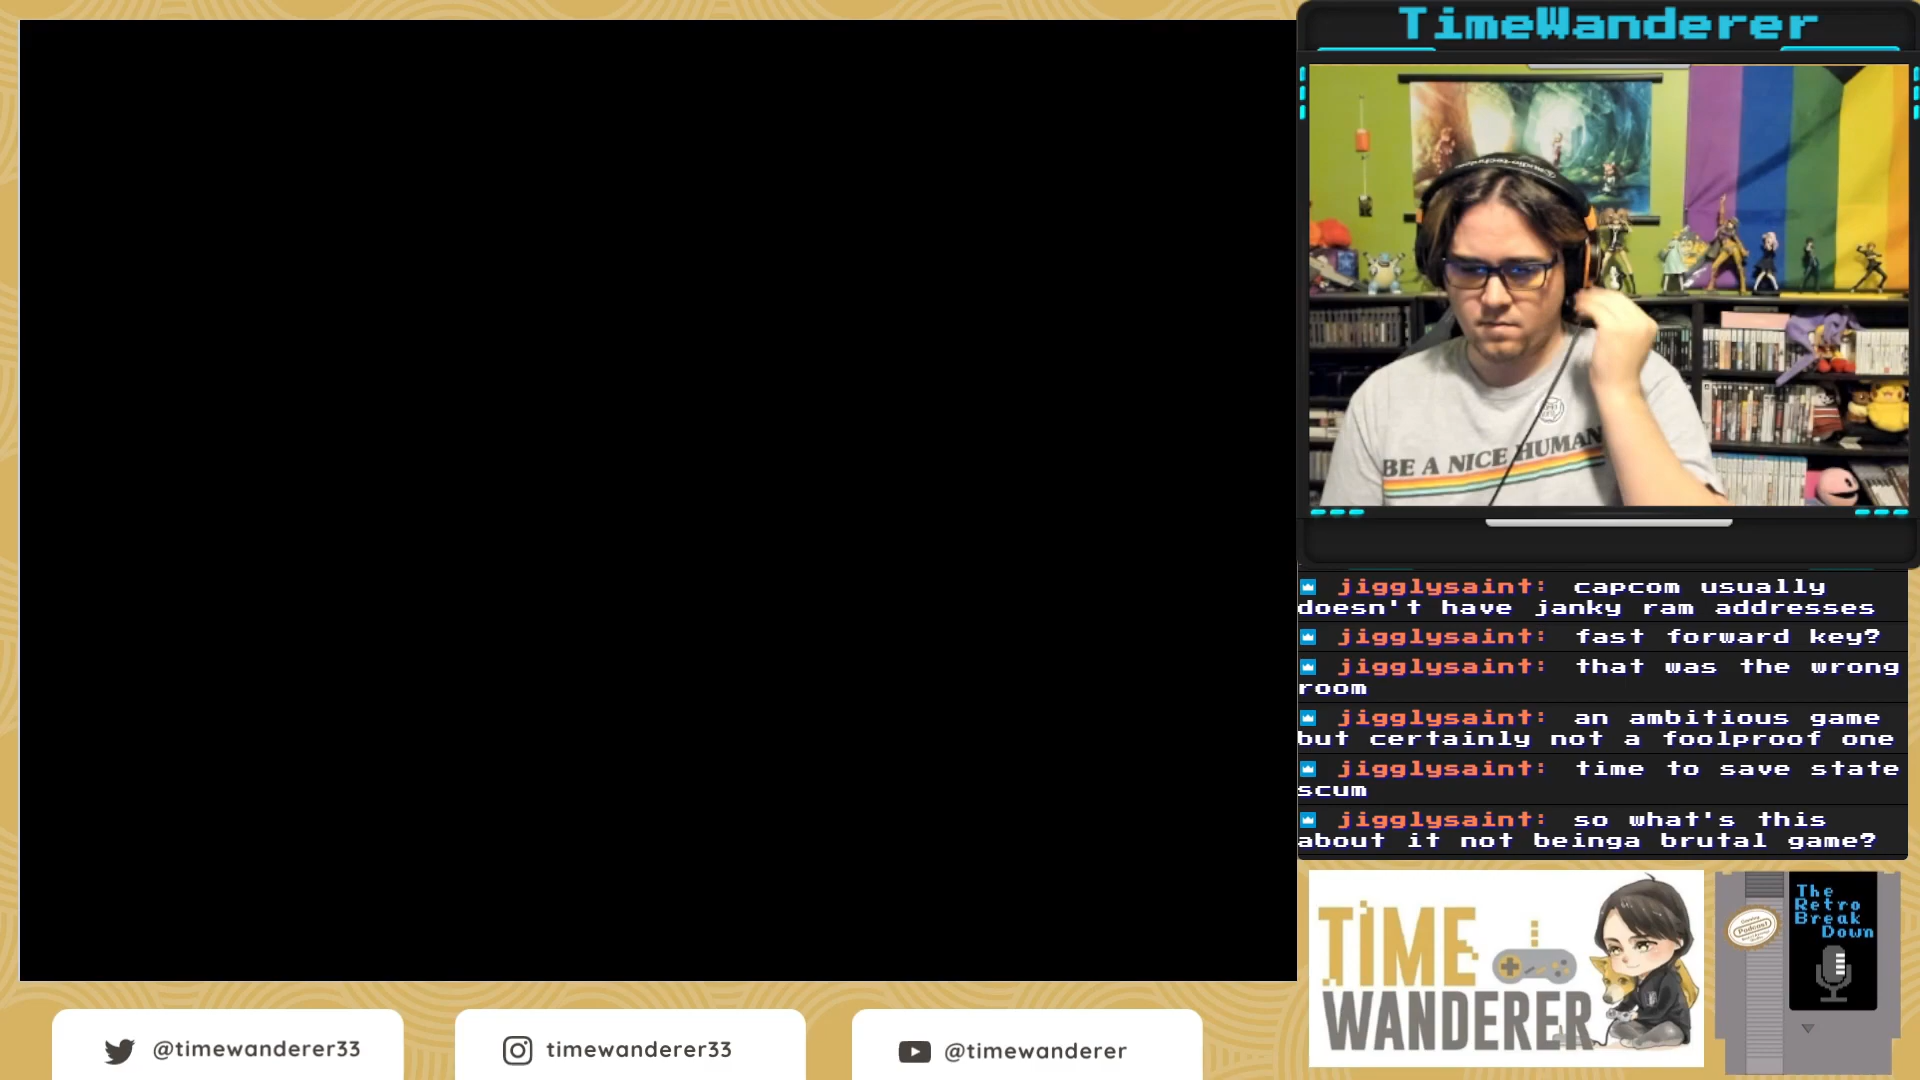 TimeWanderer
BE A NICE HUMAN
jigglysaint: capcom usually
doesn't have janky ram addresses
jigglysaint: fast forward key?
jigglysaint: that was the wrong
room
jigglysaint: an ambitious game
but certainly not a foolproof one
jigglysaint: time to save state
scum
jigglysaint: so what's this
about it not beinga brutal game?
TIME
WANDERER
The
Retro
Break
Down
Podcast
@timewanderer33
timewanderer33
@timewanderer